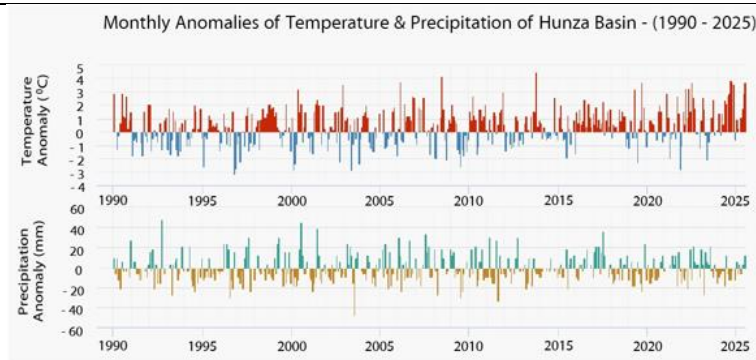 Monthly Anomalies of Temperature & Precipitation of Hunza Basin - (1990 - 2025)
Temperature
Anomaly (ºC)
5
4
3
2
1
0
- 1
- 2
- 3
- 4
1990 1995 2000 2005 2010 2015 2020 2025
Precipitation
Anomaly (mm)
60
40
20
0
- 20
- 40
- 60
1990 1995 2000 2005 2010 2015 2020 2025